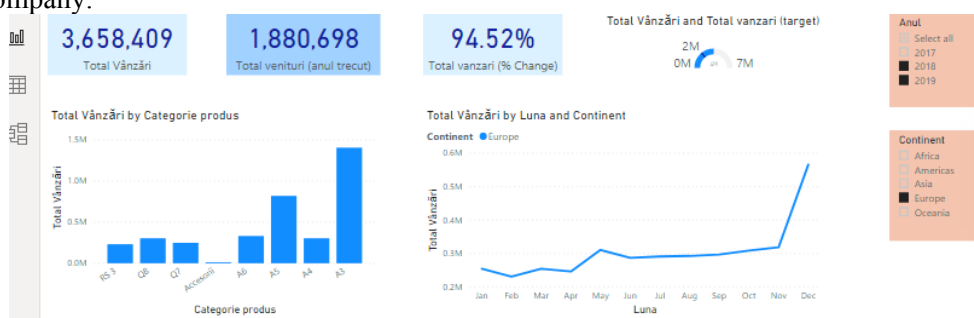 ompany.
3,658,409
Total Vânzări
1,880,698
Total venituri (anul trecut)
94.52%
Total vanzari (% Change)
Total Vânzări and Total vanzari (target)
2M
0M
7M
Anul
Select all
2017
2018
2019
Total Vânzări by Categorie produs
1.5M
1.0M
0.5M
0.0M
Total Vânzări
RS 3
Q8
Q7
Accesorii
A6
A5
A4
A3
Categorie produs
Total Vânzări by Luna and Continent
Continent
Europe
0.6M
0.5M
0.4M
0.3M
0.2M
Total Vânzări
Jan
Feb
Mar
Apr
May
Jun
Jul
Aug
Sep
Oct
Nov
Dec
Luna
Continent
Africa
Americas
Asia
Europe
Oceania